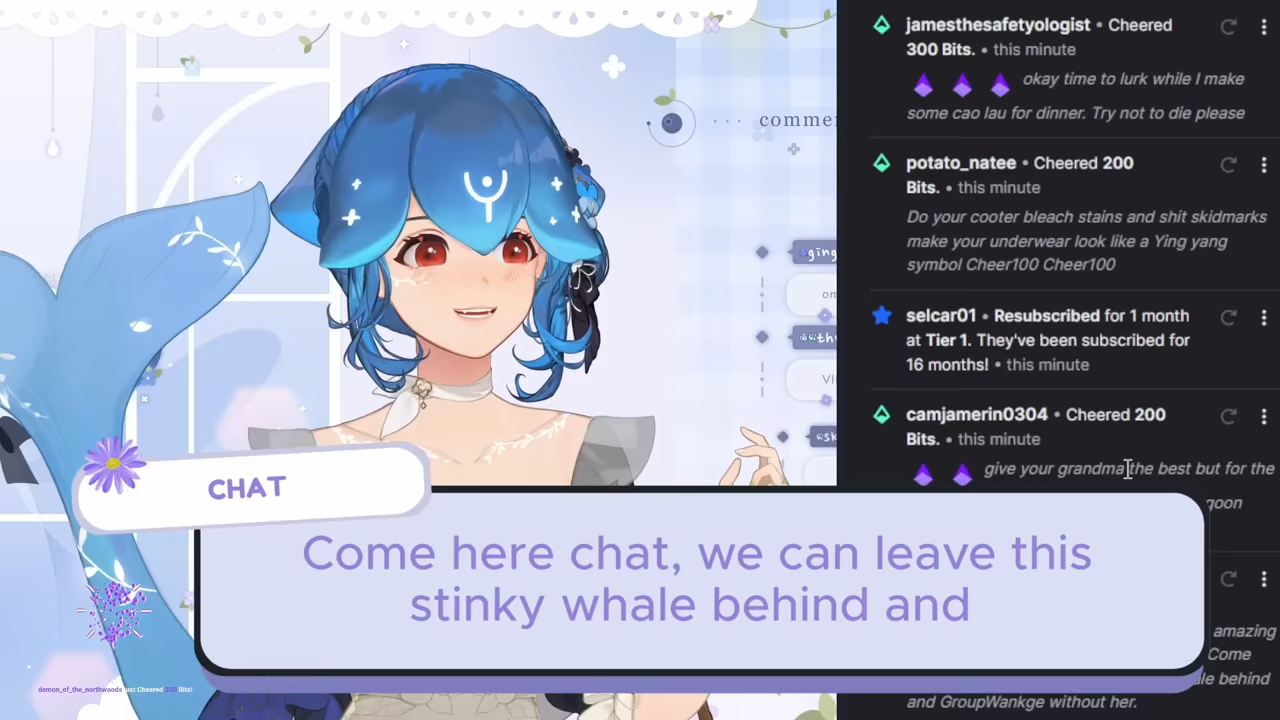 jamesthesafetyologist • Cheered
300 Bits. • this minute
okay time to lurk while I make
some cao lau for dinner. Try not to die please
potato_natee • Cheered 200
Bits. • this minute
Do your cooter bleach stains and shit skidmarks
make your underwear look like a Ying yang
symbol Cheer100 Cheer100
selcar01 • Resubscribed for 1 month
at Tier 1. They've been subscribed for
16 months! • this minute
camjamerin0304 • Cheered 200
Bits. • this minute
give your grandma the best but for the
goon
amazing
Come
behind
and GroupWankge without her.
CHAT
Come here chat, we can leave this
stinky whale behind and
demon_of_the_northwoods just Cheered 200 Bits!